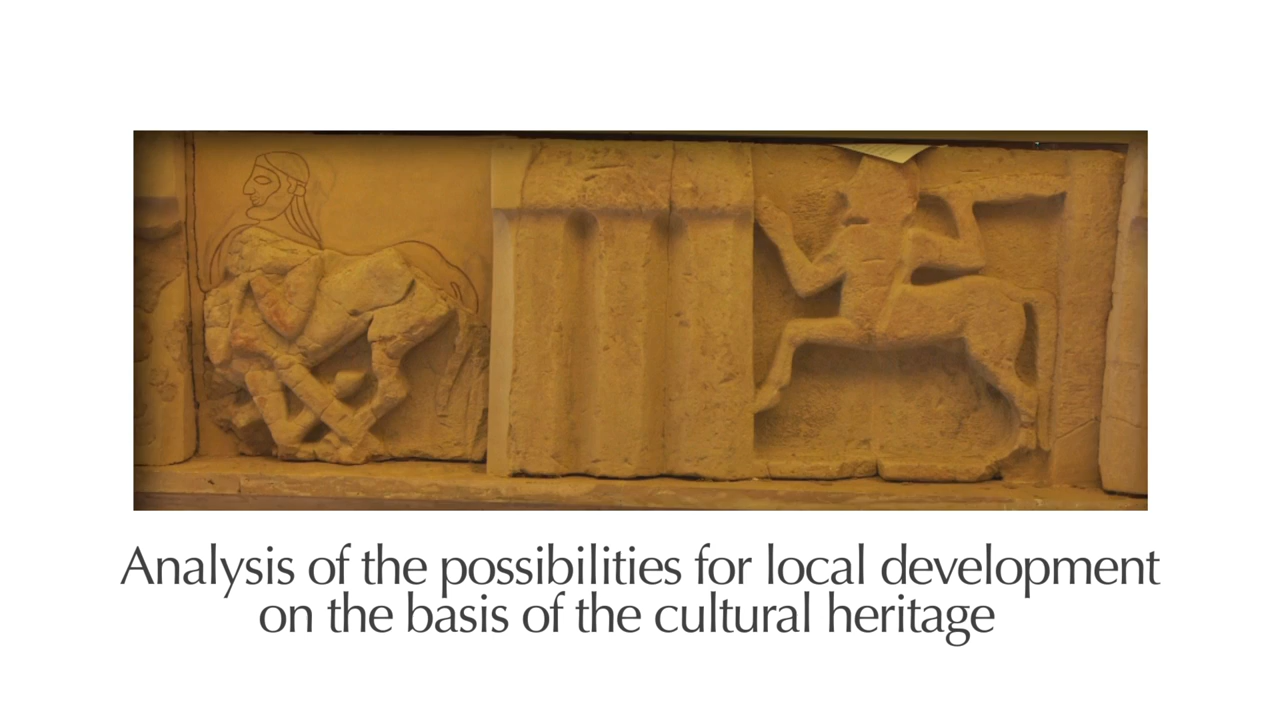 Analysis of the possibilities for local development
on the basis of the cultural heritage